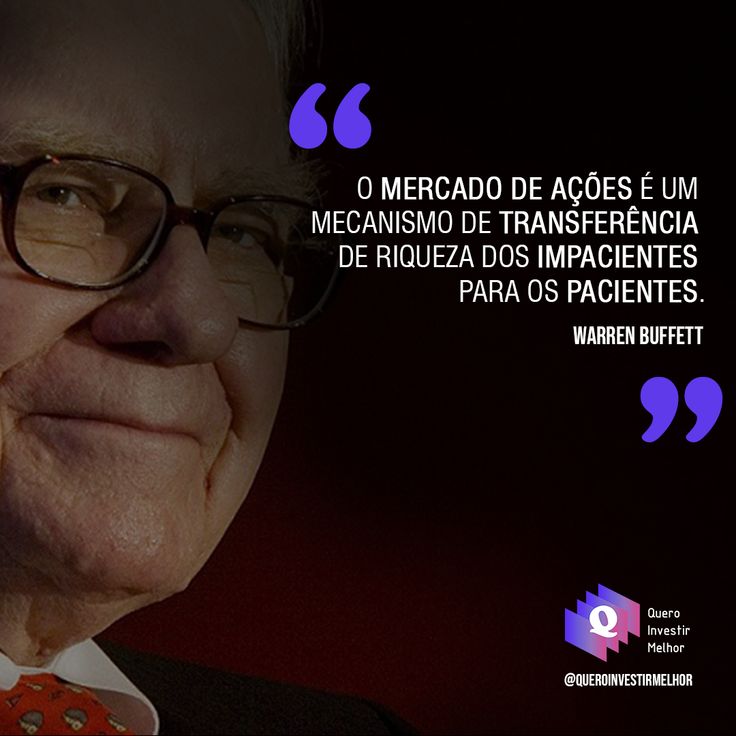 “
O MERCADO DE AÇÕES É UM
MECANISMO DE TRANSFERÊNCIA
DE RIQUEZA DOS IMPACIENTES
PARA OS PACIENTES.
WARREN BUFFETT
”
Q
Quero
Investir
Melhor
@QUEROINVESTIRMELHOR